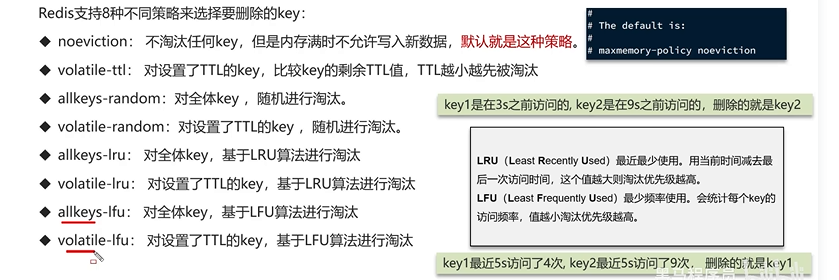 Redis支持8种不同策略来选择要删除的key:
◆ noeviction: 不淘汰任何key,但是内存满时不允许写入新数据,默认就是这种策略。
◆ volatile-ttl: 对设置了TTL的key,比较key的剩余TTL值,TTL越小越先被淘汰
◆ allkeys-random:对全体key ,随机进行淘汰。
◆ volatile-random:对设置了TTL的key ,随机进行淘汰。
◆ allkeys-lru: 对全体key,基于LRU算法进行淘汰
◆ volatile-lru: 对设置了TTL的key,基于LRU算法进行淘汰
◆ allkeys-lfu: 对全体key,基于LFU算法进行淘汰
◆ volatile-lfu: 对设置了TTL的key,基于LFU算法进行淘汰
#
# The default is:
#
# maxmemory-policy noeviction
key1是在3s之前访问的, key2是在9s之前访问的,删除的就是key2
LRU(Least Recently Used)最近最少使用。用当前时间减去最
后一次访问时间,这个值越大则淘汰优先级越高。
LFU(Least Frequently Used)最少频率使用。会统计每个key的
访问频率,值越小淘汰优先级越高。
key1最近5s访问了4次, key2最近5s访问了9次, 删除的就是key1